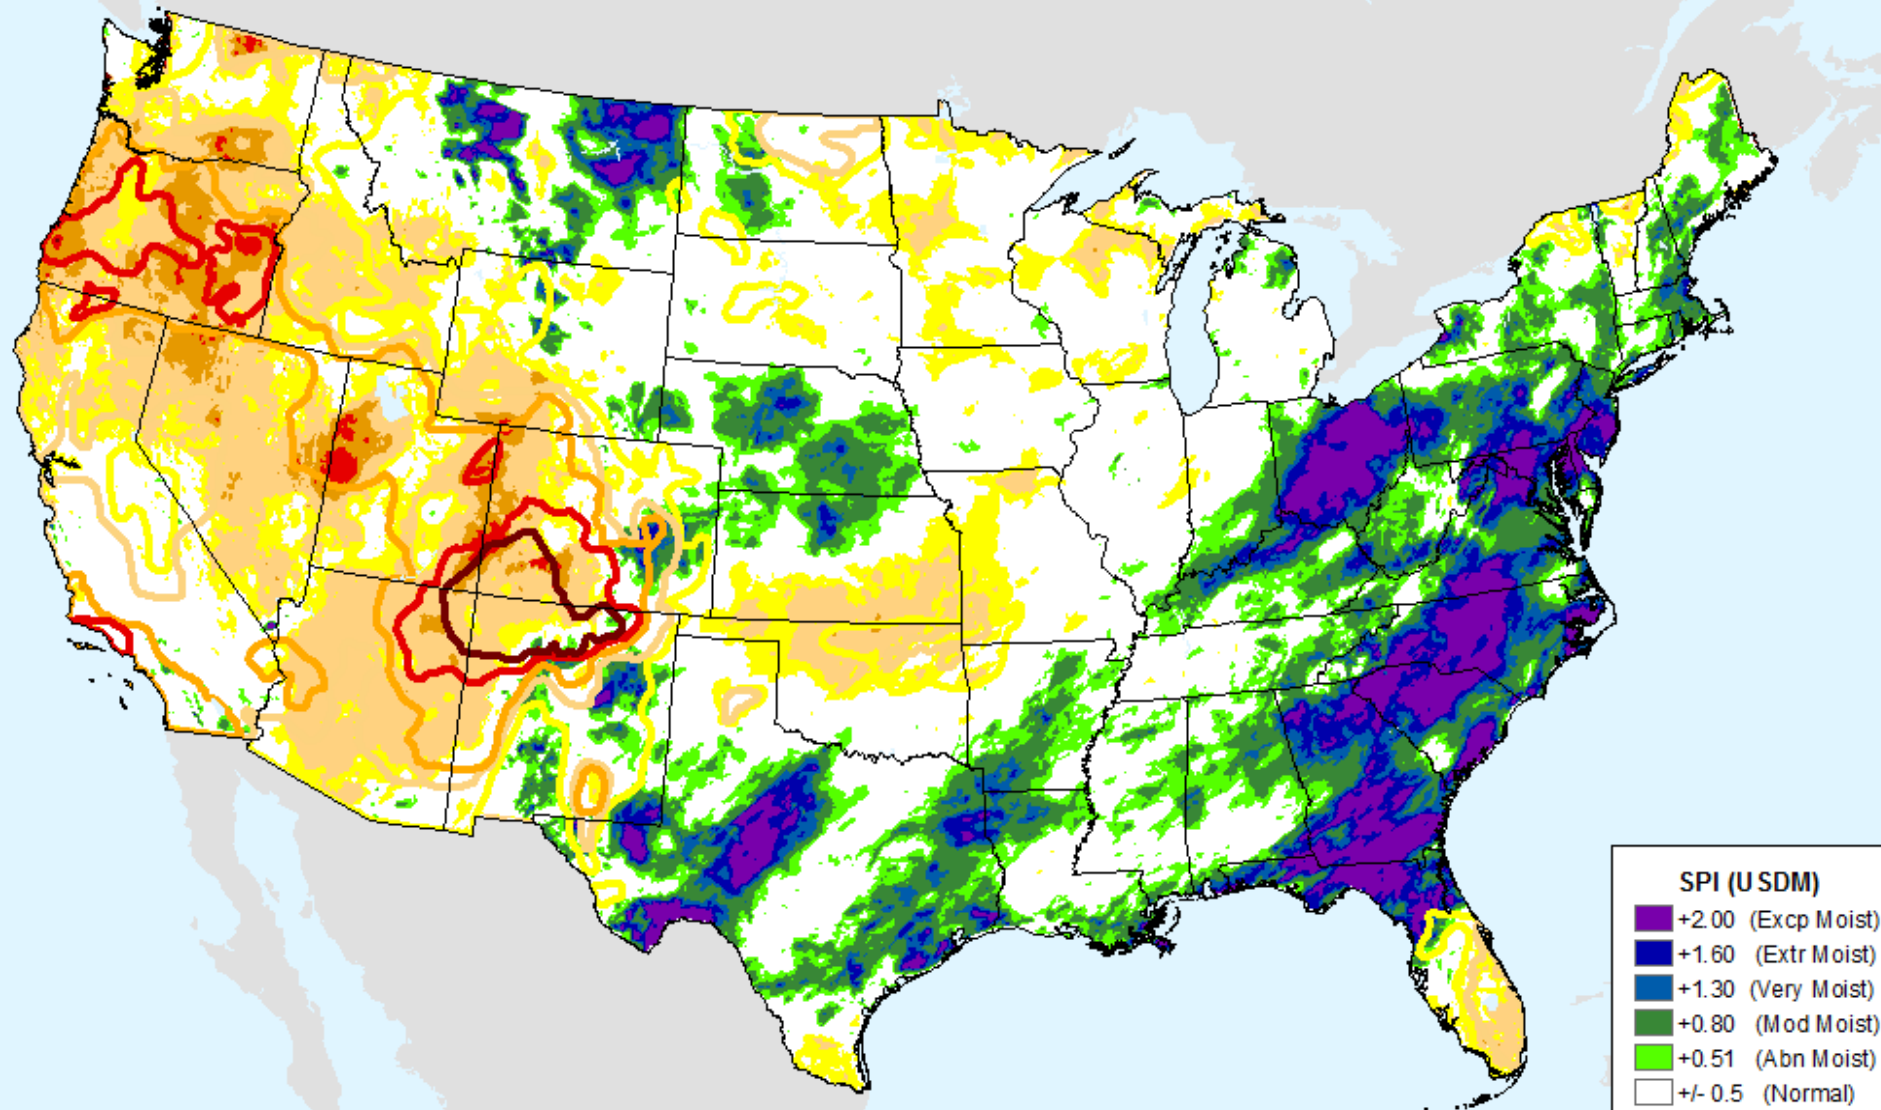 SPI (USDM)
+2.00 (Excp Moist)
+1.60 (Extr Moist)
+1.30 (Very Moist)
+0.80 (Mod Moist)
+0.51 (Abn Moist)
+/- 0.5 (Normal)